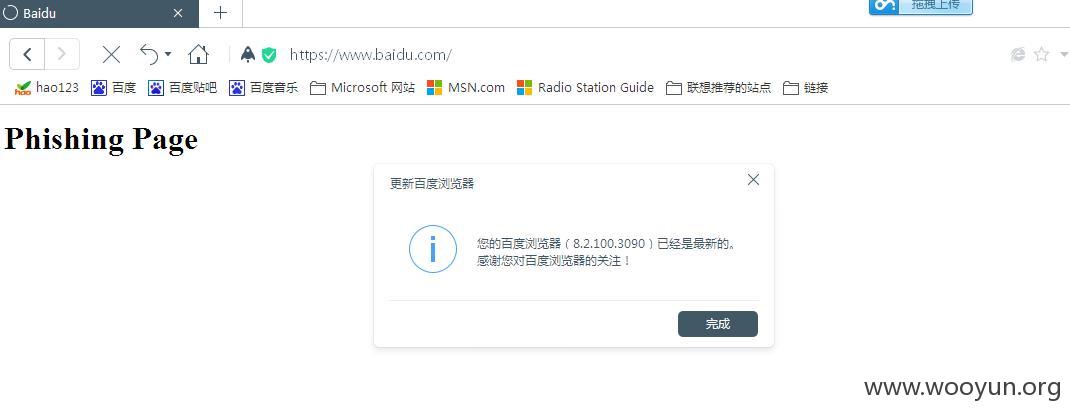 Baidu
拖拽上传
https://www.baidu.com/
hao123 百度 百度贴吧 百度音乐 Microsoft 网站 MSN.com Radio Station Guide 联想推荐的站点 链接
Phishing Page
更新百度浏览器
您的百度浏览器（8.2.100.3090）已经是最新的。
感谢您对百度浏览器的关注！
完成
www.wooyun.org